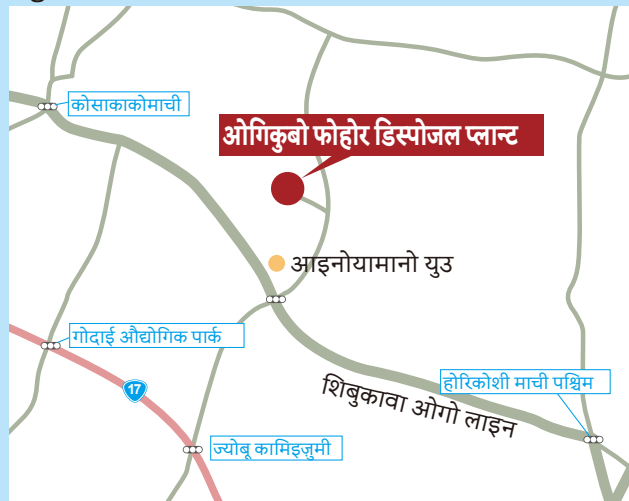 कोसाकाकोमाची
ओगिकुबो फोहोर डिस्पोजल प्लान्ट
आइनोयामानो युउ
गोदाई औद्योगिक पार्क
होरिकोशी माची पश्चिम
17
शिबुकावा ओगो लाइन
ज्योबू कामिइज़ुमी